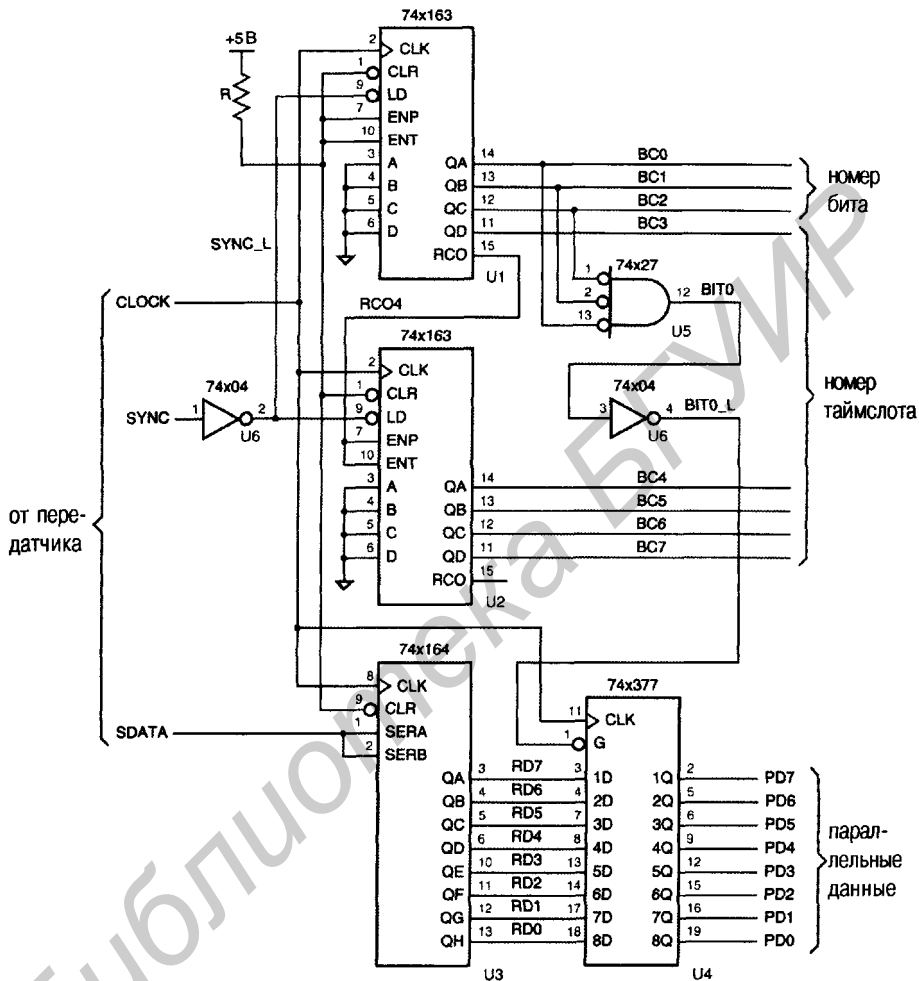 74x163
+5 В
R
2
CLK
1
CLR
9
LD
7
ENP
10
ENT
3
A
4
B
5
C
6
D
QA
14
BC0
QB
13
BC1
QC
12
BC2
QD
11
BC3
RCO
15
U1
номер
бита
SYNC_L
CLOCK
RCO4
74x27
1
2
13
12
BIT0
U5
74x163
2
CLK
1
CLR
9
LD
7
ENP
10
ENT
3
A
4
B
5
C
6
D
QA
14
BC4
QB
13
BC5
QC
12
BC6
QD
11
BC7
RCO
15
U2
74x04
SYNC
1
2
U6
74x04
3
4
BIT0_L
U6
номер
таймслота
от пере-
датчика
74x164
8
CLK
9
CLR
1
SERA
2
SERB
SDATA
QA
3
RD7
QB
4
RD6
QC
5
RD5
QD
6
RD4
QE
10
RD3
QF
11
RD2
QG
12
RD1
QH
13
RD0
U3
74x377
11
CLK
1
G
3
1D
1Q
2
PD7
4
2D
2Q
5
PD6
7
3D
3Q
6
PD5
8
4D
4Q
9
PD4
13
5D
5Q
12
PD3
14
6D
6Q
15
PD2
17
7D
7Q
16
PD1
18
8D
8Q
19
PD0
U4
парал-
лельные
данные
Библиотека БГУИР